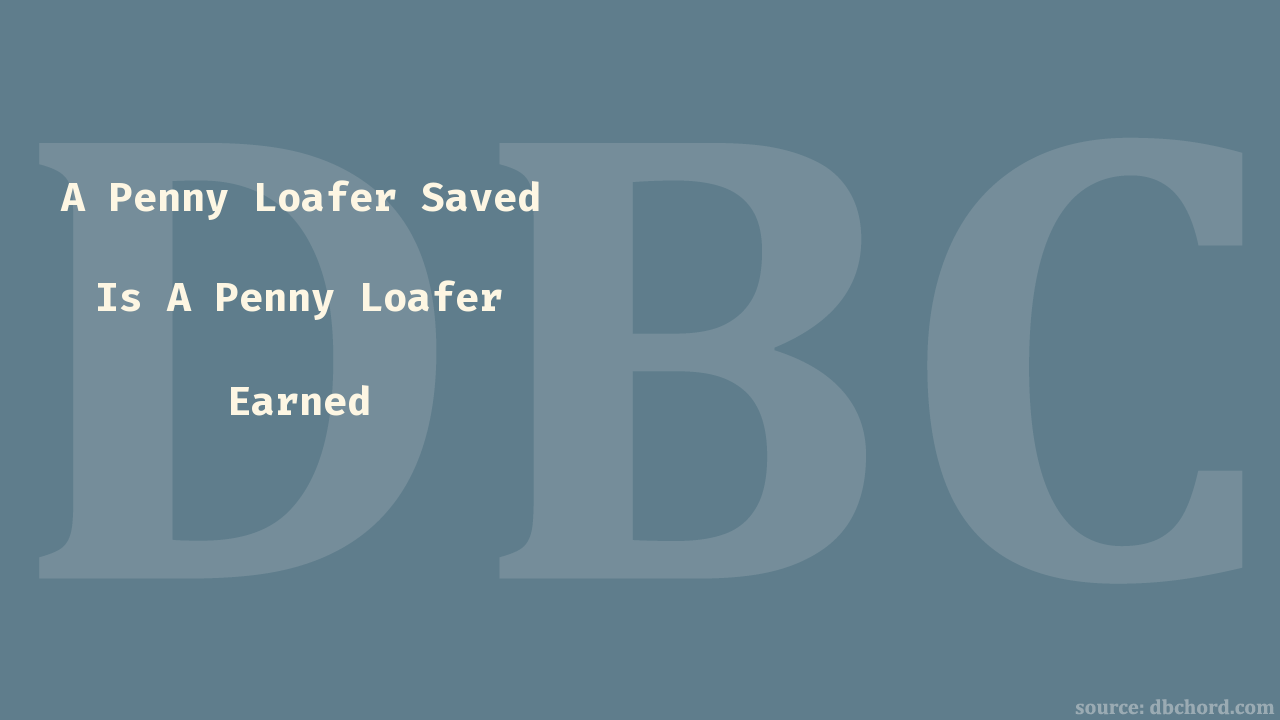 DBC
A Penny Loafer Saved
Is A Penny Loafer
Earned
source: dbchord.com